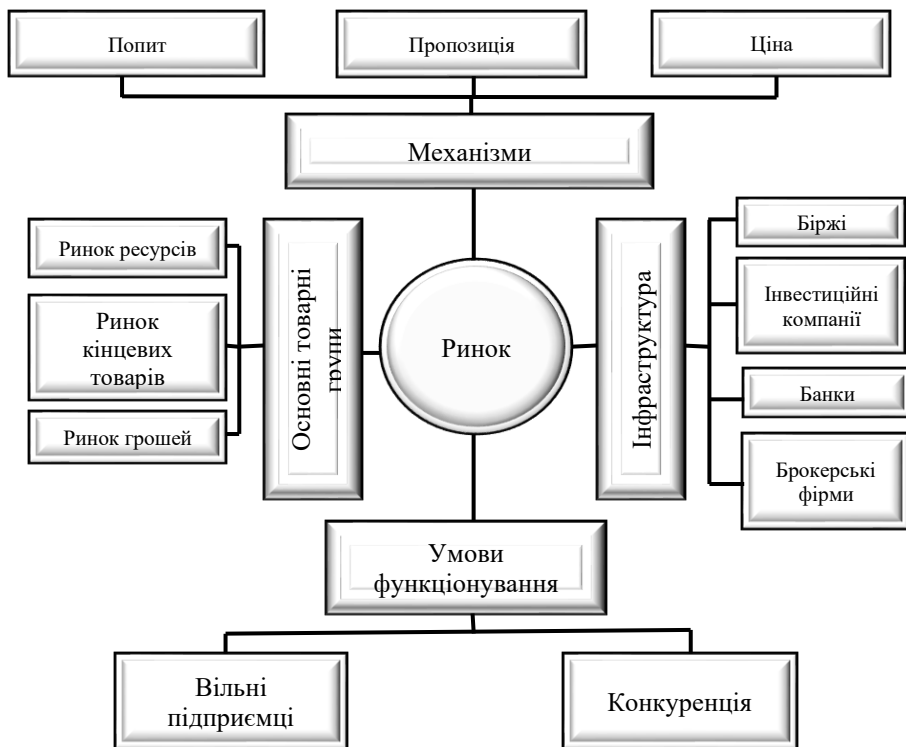 Попит
Пропозиція
Ціна
Механізми
Ринок ресурсів
Ринок
кінцевих
товарів
Ринок грошей
Основні товарні
групи
Ринок
Інфраструктура
Біржі
Інвестиційні
компанії
Банки
Брокерські
фірми
Умови
функціонування
Вільні
підприємці
Конкуренція